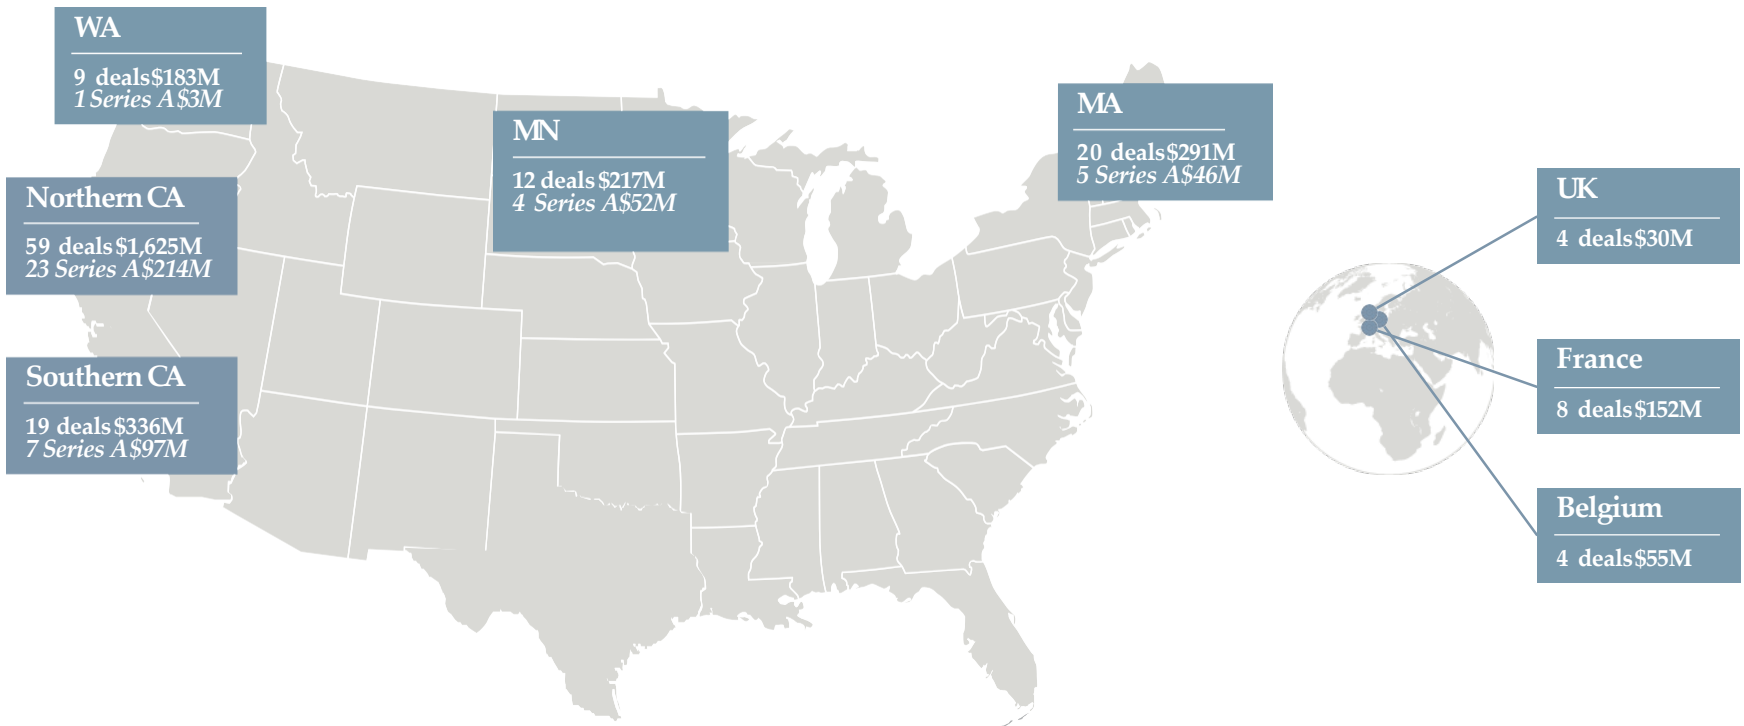 WA
9 deals $183M
1 Series A $3M
Northern CA
59 deals $1,625M
23 Series A $214M
Southern CA
19 deals $336M
7 Series A $97M
MN
12 deals $217M
4 Series A $52M
MA
20 deals $291M
5 Series A $46M
UK
4 deals $30M
France
8 deals $152M
Belgium
4 deals $55M